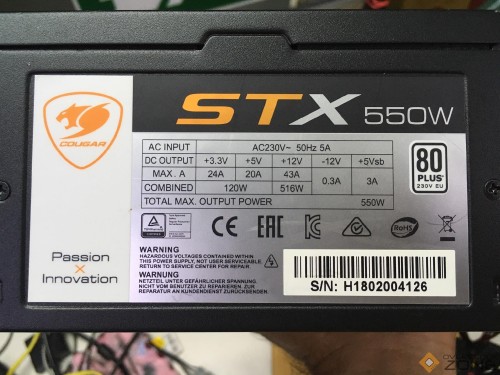 STX 550W
COUGAR
Passion
×
Innovation
AC INPUT AC230V~ 50Hz 5A
DC OUTPUT +3.3V +5V +12V -12V +5Vsb
MAX. A 24A 20A 43A 0.3A 3A
COMBINED 120W 516W
TOTAL MAX. OUTPUT POWER 550W
80
PLUS
230V EU
TÜVRheinland
CE EAC
RoHS
WARNING
HAZARDOUS VOLTAGES CONTAINED WITHIN
THIS POWER SUPPLY, NOT USER SERVICEABLE.
RETURN TO SERVICE CENTER FOR REPAIR.
WARNUNG
NETZTEIL UNTER GEFÄHRLICHER SPANNUNG.
NICHT DURCH BENUTZER ZU REPARIEREN. ZUR
REPARATUR AN KUNDENDIENST ZURÜCKSENDEN.
S/N: H1802004126